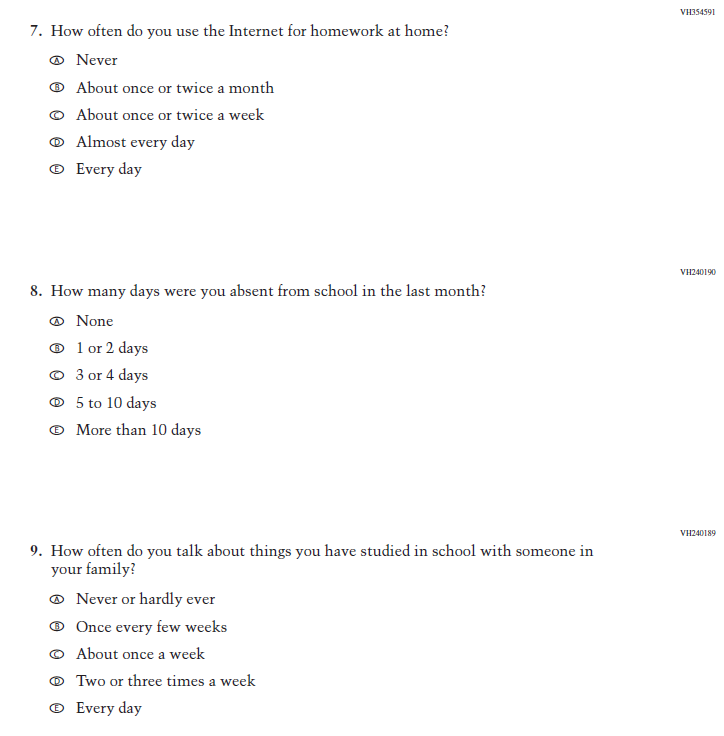 VH354591
7. How often do you use the Internet for homework at home?
A Never
B About once or twice a month
C About once or twice a week
D Almost every day
E Every day
VH240190
8. How many days were you absent from school in the last month?
A None
B 1 or 2 days
C 3 or 4 days
D 5 to 10 days
E More than 10 days
VH240189
9. How often do you talk about things you have studied in school with someone in
your family?
A Never or hardly ever
B Once every few weeks
C About once a week
D Two or three times a week
E Every day